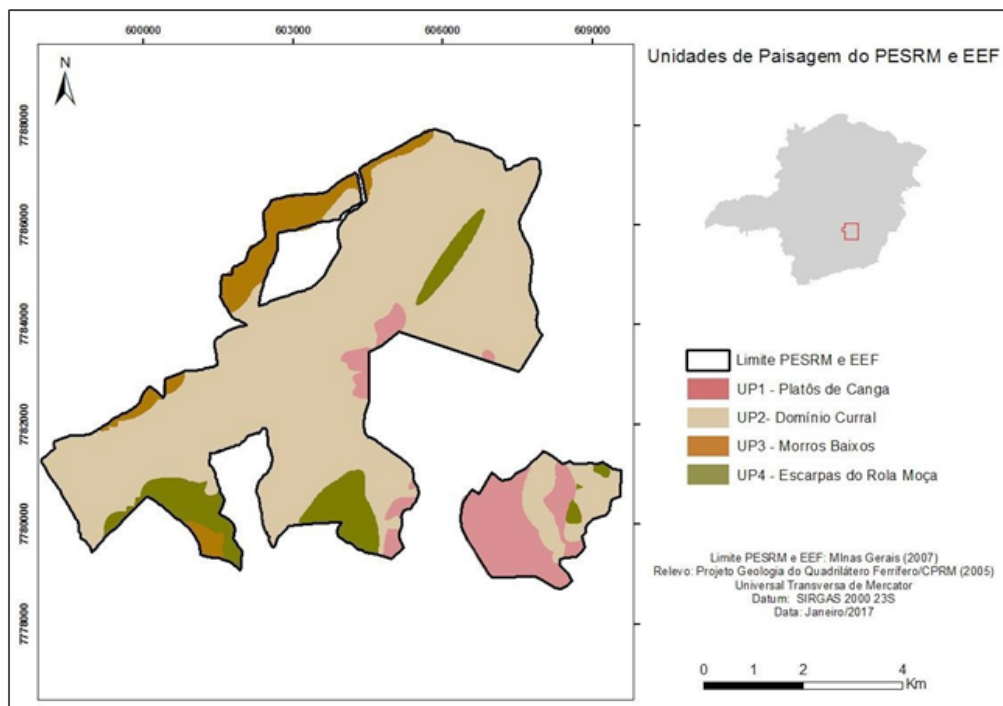 600000
603000
606000
609000
N
7788000
7786000
7784000
7782000
7780000
7778000
Unidades de Paisagem do PESRM e EEF
Limite PESRM e EEF
UP1 - Platôs de Canga
UP2- Domínio Curral
UP3 - Morros Baixos
UP4 - Escarpas do Rola Moça
Limite PESRM e EEF: MInas Gerais (2007)
Relevo: Projeto Geologia do Quadrilátero Ferrífero/CPRM (2005)
Universal Transversa de Mercator
Datum: SIRGAS 2000 23S
Data: Janeiro/2017
0 2 4
Km